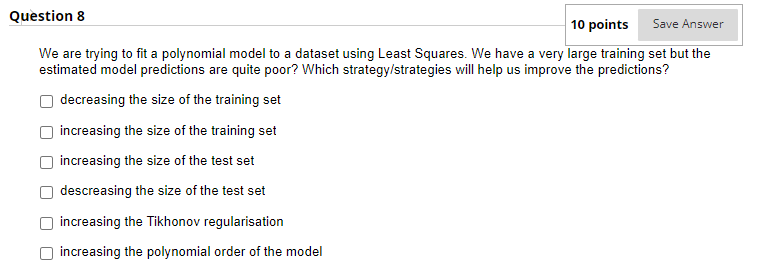 Question 8
10 points
Save Answer
We are trying to fit a polynomial model to a dataset using Least Squares. We have a very large training set but the
estimated model predictions are quite poor? Which strategy/strategies will help us improve the predictions?
decreasing the size of the training set
increasing the size of the training set
increasing the size of the test set
descreasing the size of the test set
increasing the Tikhonov regularisation
increasing the polynomial order of the model